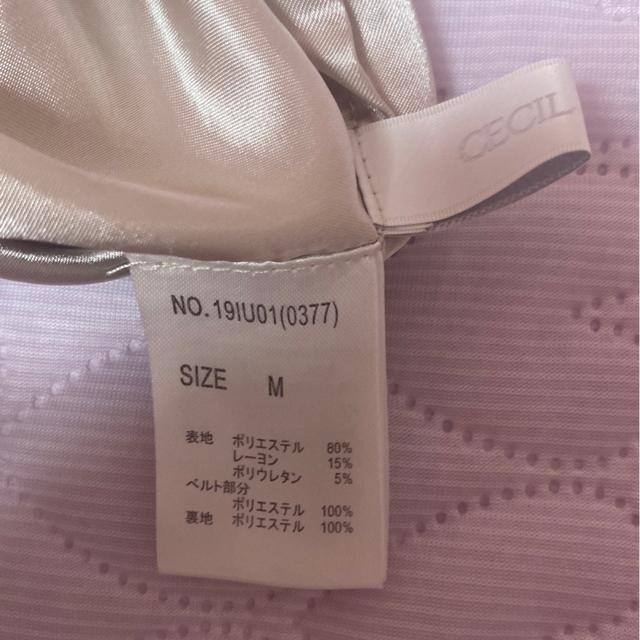 CECIL
NO.19IU01(0377)
SIZE M
表地 ポリエステル 80%
レーヨン 15%
ポリウレタン 5%
ベルト部分
ポリエステル 100%
裏地 ポリエステル 100%